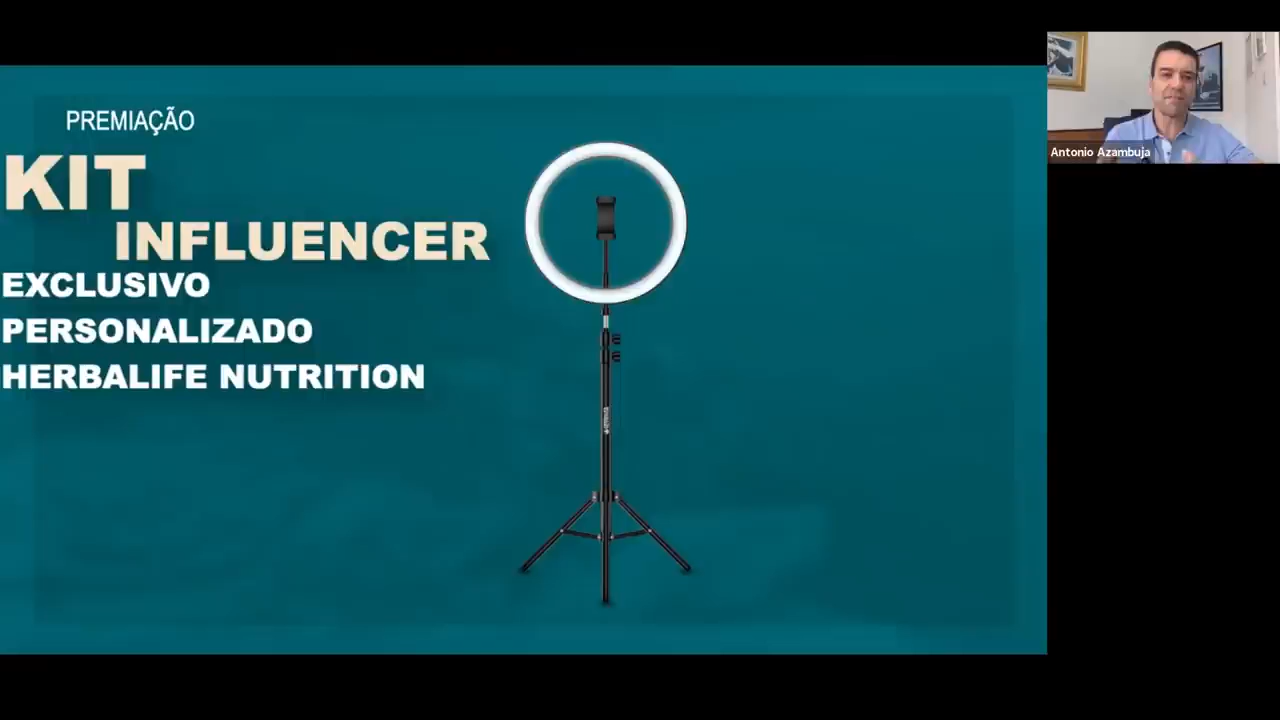 PREMIAÇÃO
KIT
INFLUENCER
EXCLUSIVO
PERSONALIZADO
HERBALIFE NUTRITION
Antonio Azambuja